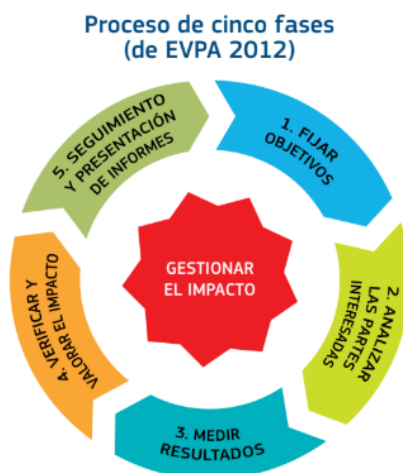 Proceso de cinco fases
(de EVPA 2012)
1. FIJAR
OBJETIVOS
2. ANALIZAR
LAS PARTES
INTERESADAS
3. MEDIR
RESULTADOS
4. VERIFICAR Y
VALORAR EL IMPACTO
5. SEGUIMIENTO
Y PRESENTACIÓN
DE INFORMES
GESTIONAR
EL IMPACTO